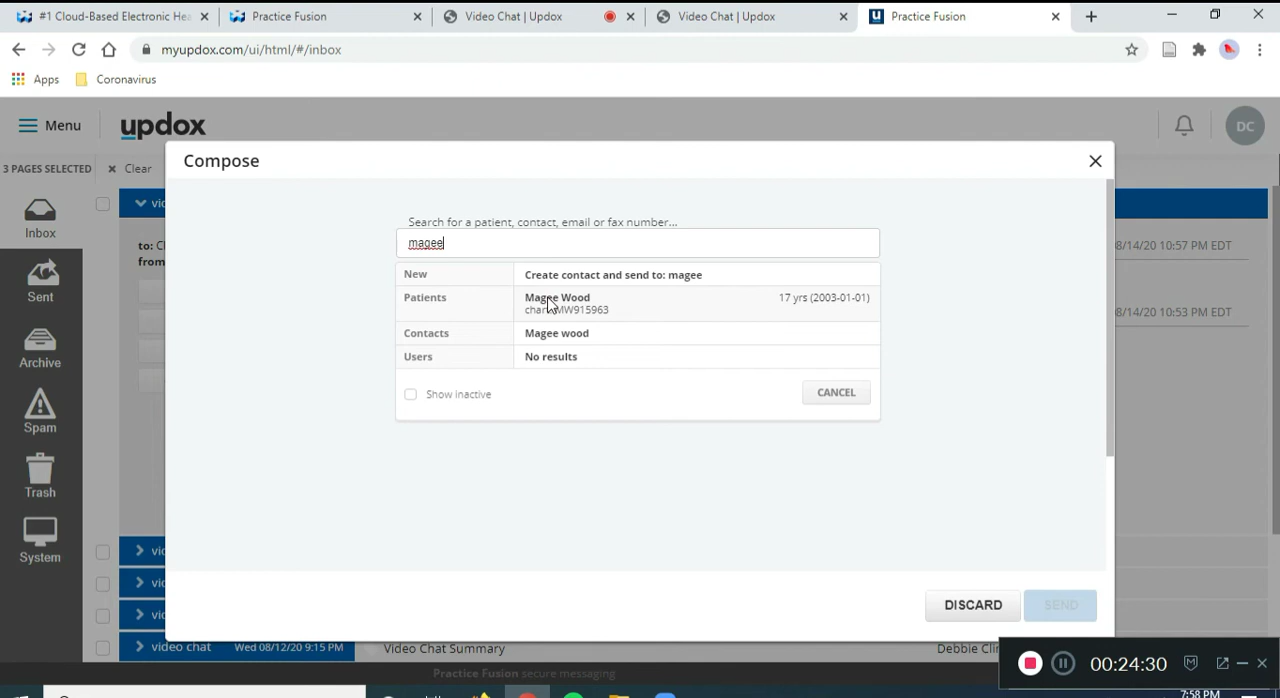 #1 Cloud-Based Electronic Hea
Practice Fusion
Video Chat | Updox
Video Chat | Updox
Practice Fusion
myupdox.com/ui/html/#/inbox
Apps
Coronavirus
Menu
updox
DC
3 PAGES SELECTED
Clear
Compose
Inbox
Sent
Archive
Spam
Trash
System
to:
from
08/14/20 10:57 PM EDT
8/14/20 10:53 PM EDT
Search for a patient, contact, email or fax number...
magee
New
Create contact and send to: magee
Patients
Magee Wood
17 yrs (2003-01-01)
MW915963
Contacts
Magee wood
Users
No results
Show inactive
CANCEL
DISCARD
SEND
video chat
Wed 08/12/20 9:15 PM
Video Chat Summary
Debbie
Practice Fusion secure messaging
00:24:30
7:58 PM